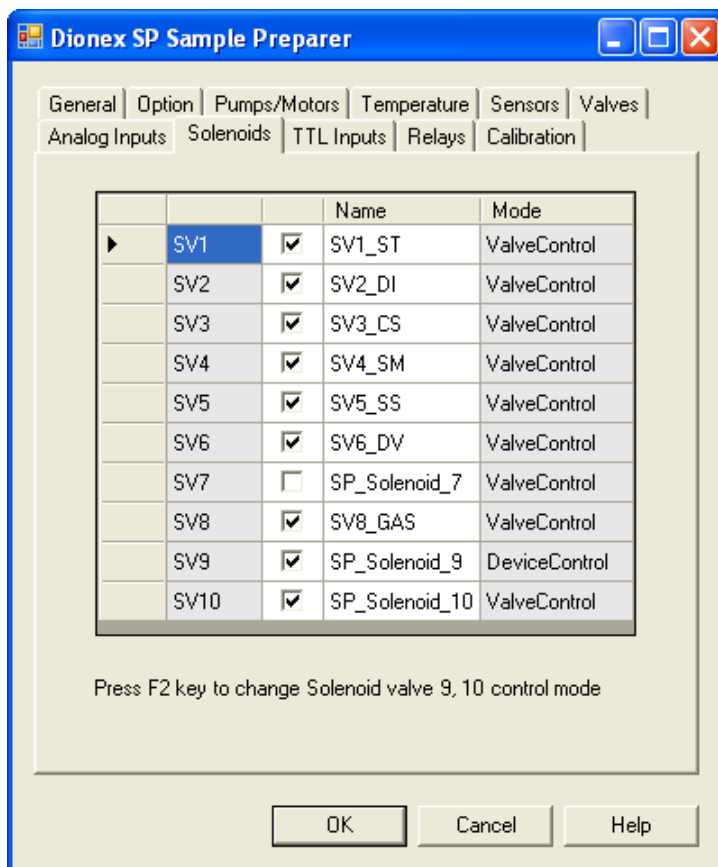 Dionex SP Sample Preparer
General Option Pumps/Motors Temperature Sensors Valves
Analog Inputs Solenoids TTL Inputs Relays Calibration
Name Mode
SV1 SV1_ST ValveControl
SV2 SV2_DI ValveControl
SV3 SV3_CS ValveControl
SV4 SV4_SM ValveControl
SV5 SV5_SS ValveControl
SV6 SV6_DV ValveControl
SV7 SP_Solenoid_7 ValveControl
SV8 SV8_GAS ValveControl
SV9 SP_Solenoid_9 DeviceControl
SV10 SP_Solenoid_10 ValveControl
Press F2 key to change Solenoid valve 9, 10 control mode
OK Cancel Help